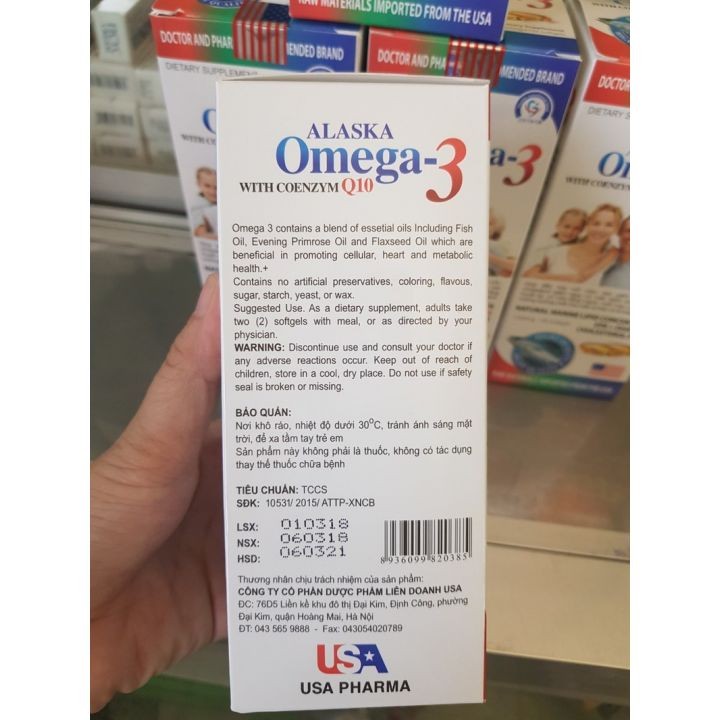 RAW MATERIALS IMPORTED FROM THE USA
DOCTOR AND PHAR
MENDED BRAND
DIETARY SUPPLEMENT
OMENDED BRAND
DOCTOR
DIETARY
WITH COENZYM
a-3
ALASKA
Omega-3
WITH COENZYM Q10
Omega 3 contains a blend of essetial oils Including Fish
Oil, Evening Primrose Oil and Flaxseed Oil which are
beneficial in promoting cellular, heart and metabolic
health.+
Contains no artificial preservatives, coloring, flavous,
sugar, starch, yeast, or wax.
Suggested Use. As a dietary supplement, adults take
two (2) softgels with meal, or as directed by your
physician.
WARNING: Discontinue use and consult your doctor if
any adverse reactions occur. Keep out of reach of
children, store in a cool, dry place. Do not use if safety
seal is broken or missing.
BẢO QUẢN:
Nơi khô ráo, nhiệt độ dưới 30⁰C, tránh ánh sáng mặt
trời, để xa tầm tay trẻ em
Sản phẩm này không phải là thuốc, không có tác dụng
thay thế thuốc chữa bệnh
TIÊU CHUẨN: TCCS
SĐK: 10531/ 2015/ ATTP-XNCB
LSX: 010318
NSX: 060318
HSD: 060321
8936099820385
Thương nhân chịu trách nhiệm của sản phẩm:
CÔNG TY CỔ PHẦN DƯỢC PHẨM LIÊN DOANH USA
ĐC: 76D5 Liền kề khu đô thị Đại Kim, Định Công, phường
Đại Kim, quận Hoàng Mai, Hà Nội
ĐT: 043 565 9888 - Fax: 043054020789
USA
USA PHARMA